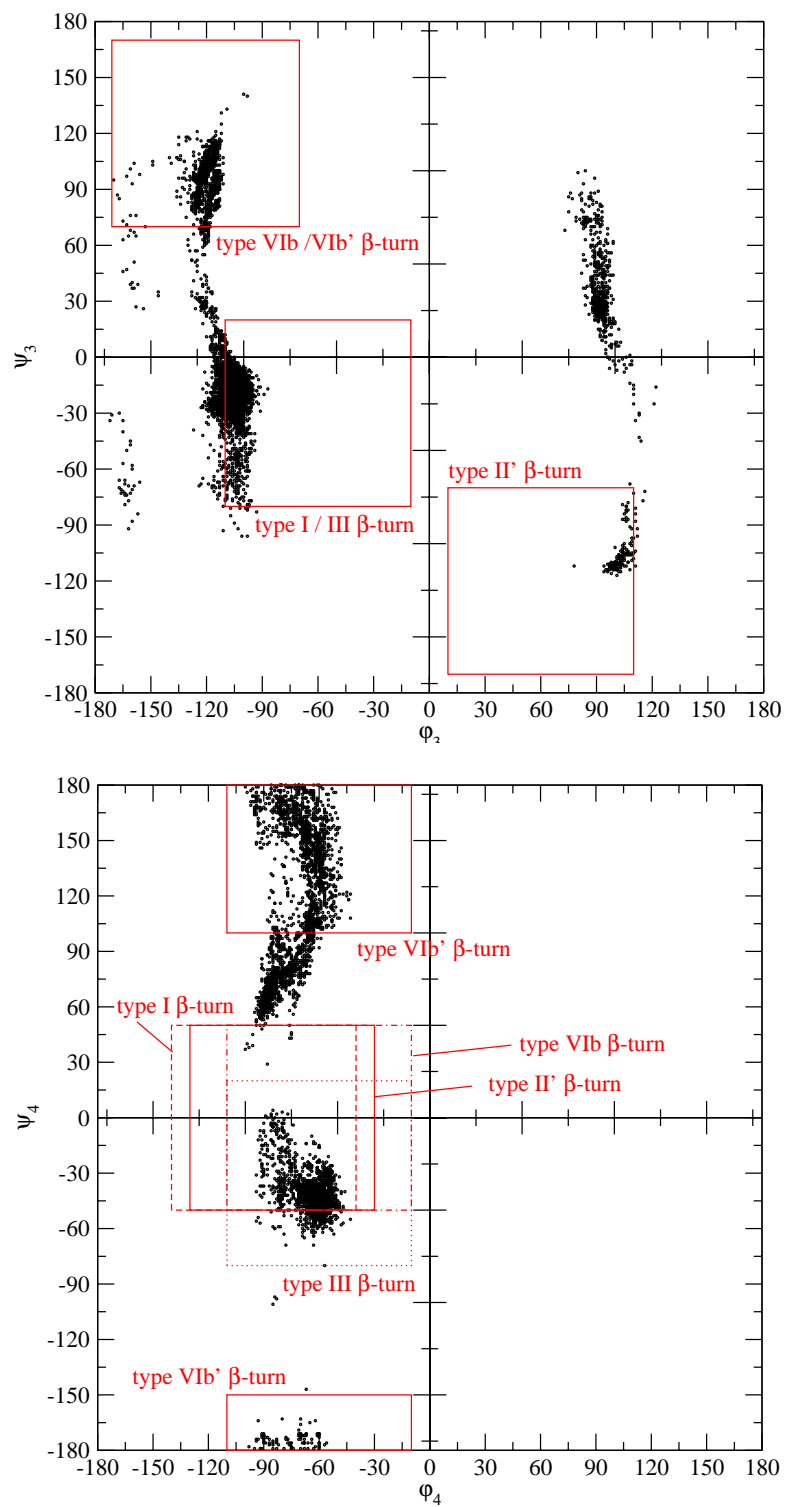 180
150
120
90
60
30
0
-30
-60
-90
-120
-150
-180
ψ_3
type VIb /VIb’ β-turn
type I / III β-turn
type II’ β-turn
-180 -150 -120 -90 -60 -30 0 30 60 90 120 150 180
φ_3
180
150
120
90
60
30
0
-30
-60
-90
-120
-150
-180
ψ_4
type VIb’ β-turn
type I β-turn
type VIb β-turn
type II’ β-turn
type III β-turn
type VIb’ β-turn
-180 -150 -120 -90 -60 -30 0 30 60 90 120 150 180
φ_4